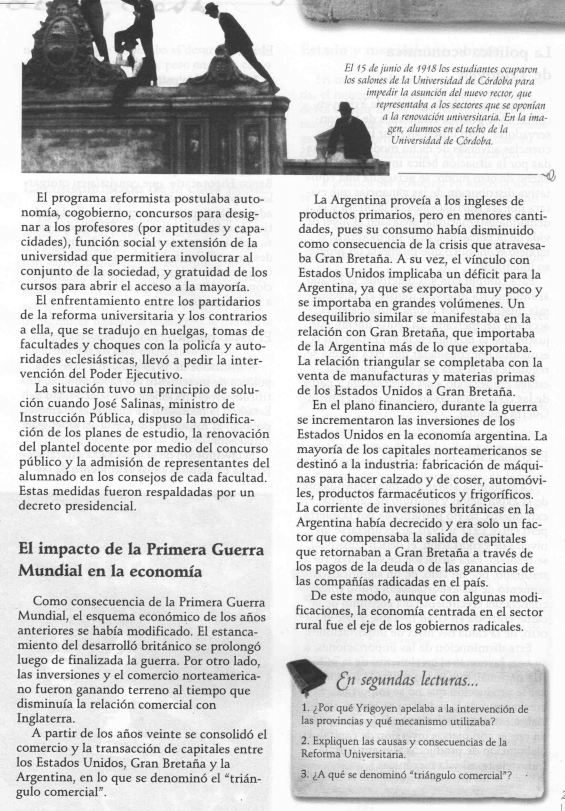 El 15 de junio de 1918 los estudiantes ocuparon
los salones de la Universidad de Córdoba para
impedir la asunción del nuevo rector, que
representaba a los sectores que se oponían
a la renovación universitaria. En la ima-
gen, alumnos en el techo de la
Universidad de Córdoba.
El programa reformista postulaba auto-
nomía, cogobierno, concursos para desig-
nar a los profesores (por aptitudes y capa-
cidades), función social y extensión de la
universidad que permitiera involucrar al
conjunto de la sociedad, y gratuidad de los
cursos para abrir el acceso a la mayoría.
El enfrentamiento entre los partidarios
de la reforma universitaria y los contrarios
a ella, que se tradujo en huelgas, tomas de
facultades y choques con la policía y auto-
ridades eclesiásticas, llevó a pedir la inter-
vención del Poder Ejecutivo.
La situación tuvo un principio de solu-
ción cuando José Salinas, ministro de
Instrucción Pública, dispuso la modifica-
ción de los planes de estudio, la renovación
del plantel docente por medio del concurso
público y la admisión de representantes del
alumnado en los consejos de cada facultad.
Estas medidas fueron respaldadas por un
decreto presidencial.
El impacto de la Primera Guerra
Mundial en la economía
Como consecuencia de la Primera Guerra
Mundial, el esquema económico de los años
anteriores se había modificado. El estanca-
miento del desarrolló británico se prolongó
luego de finalizada la guerra. Por otro lado,
las inversiones y el comercio norteamerica-
no fueron ganando terreno al tiempo que
disminuía la relación comercial con
Inglaterra.
A partir de los años veinte se consolidó el
comercio y la transacción de capitales entre
los Estados Unidos, Gran Bretaña y la
Argentina, en lo que se denominó el "trián-
gulo comercial".
La Argentina proveía a los ingleses de
productos primarios, pero en menores canti-
dades, pues su consumo había disminuido
como consecuencia de la crisis que atravesa-
ba Gran Bretaña. A su vez, el vínculo con
Estados Unidos implicaba un déficit para la
Argentina, ya que se exportaba muy poco y
se importaba en grandes volúmenes. Un
desequilibrio similar se manifestaba en la
relación con Gran Bretaña, que importaba
de la Argentina más de lo que exportaba.
La relación triangular se completaba con la
venta de manufacturas y materias primas
de los Estados Unidos a Gran Bretaña.
En el plano financiero, durante la guerra
se incrementaron las inversiones de los
Estados Unidos en la economía argentina. La
mayoría de los capitales norteamericanos se
destinó a la industria: fabricación de máqui-
nas para hacer calzado y de coser, automóvi-
les, productos farmacéuticos y frigoríficos.
La corriente de inversiones británicas en la
Argentina había decrecido y era solo un fac-
tor que compensaba la salida de capitales
que retornaban a Gran Bretaña a través de
los pagos de la deuda o de las ganancias de
las compañías radicadas en el país.
De este modo, aunque con algunas modi-
ficaciones, la economía centrada en el sector
rural fue el eje de los gobiernos radicales.
En segundas lecturas...
1. ¿Por qué Yrigoyen apelaba a la intervención de
las provincias y qué mecanismo utilizaba?
2. Expliquen las causas y consecuencias de la
Reforma Universitaria.
3. ¿A qué se denominó "triángulo comercial"?